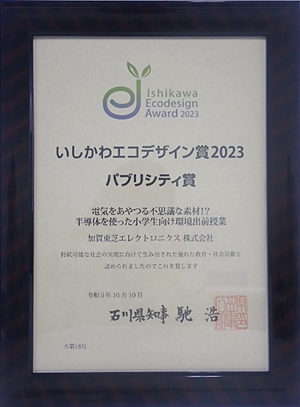 Ishikawa
Ecodesign
Award 2023
いしかわエコデザイン賞2023
パブリシティ賞
電気をあやつる不思議な素材!?
半導体を使った小学生向け環境出前授業
加賀東芝エレクトロニクス 株式会社
持続可能な社会の実現に向けて生み出された優れた教育・社会活動と
認められましたのでこれを賞します
令和5年10月10日
石川県知事 馳 浩